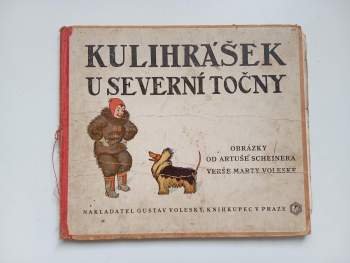 KULIHRÁŠEK
U SEVERNÍ TOČNY
OBRÁZKY
OD ARTUŠE SCHEINERA
VERŠE MARTY VOLESKÉ
NAKLADATEL GUSTAV VOLESKÝ, KNIHKUPEC V PRAZE